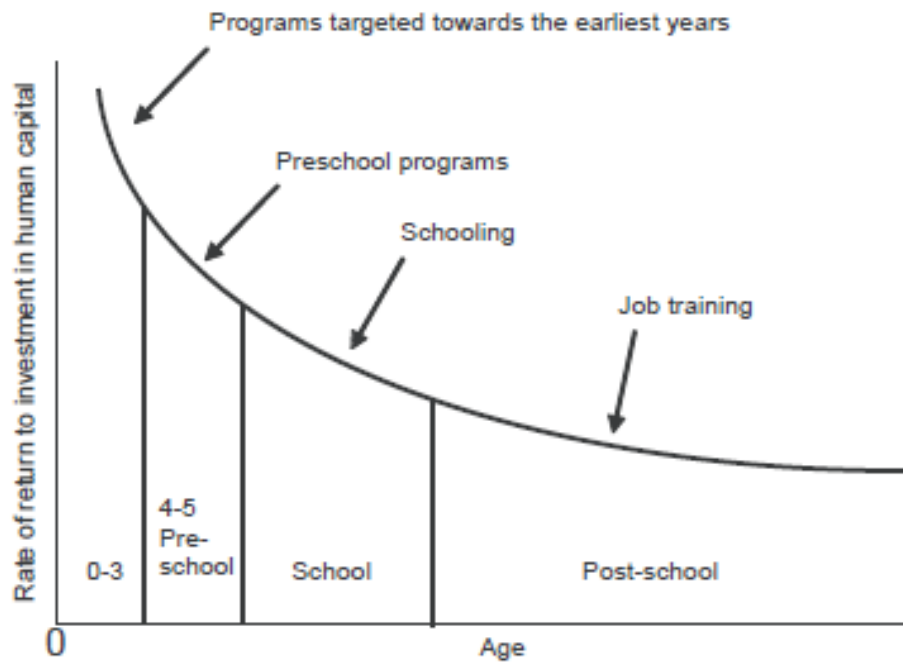 Programs targeted towards the earliest years
Rate of return to investment in human capital
Preschool programs
Schooling
Job training
4-5
Pre-
school
0-3
School
Post-school
0
Age